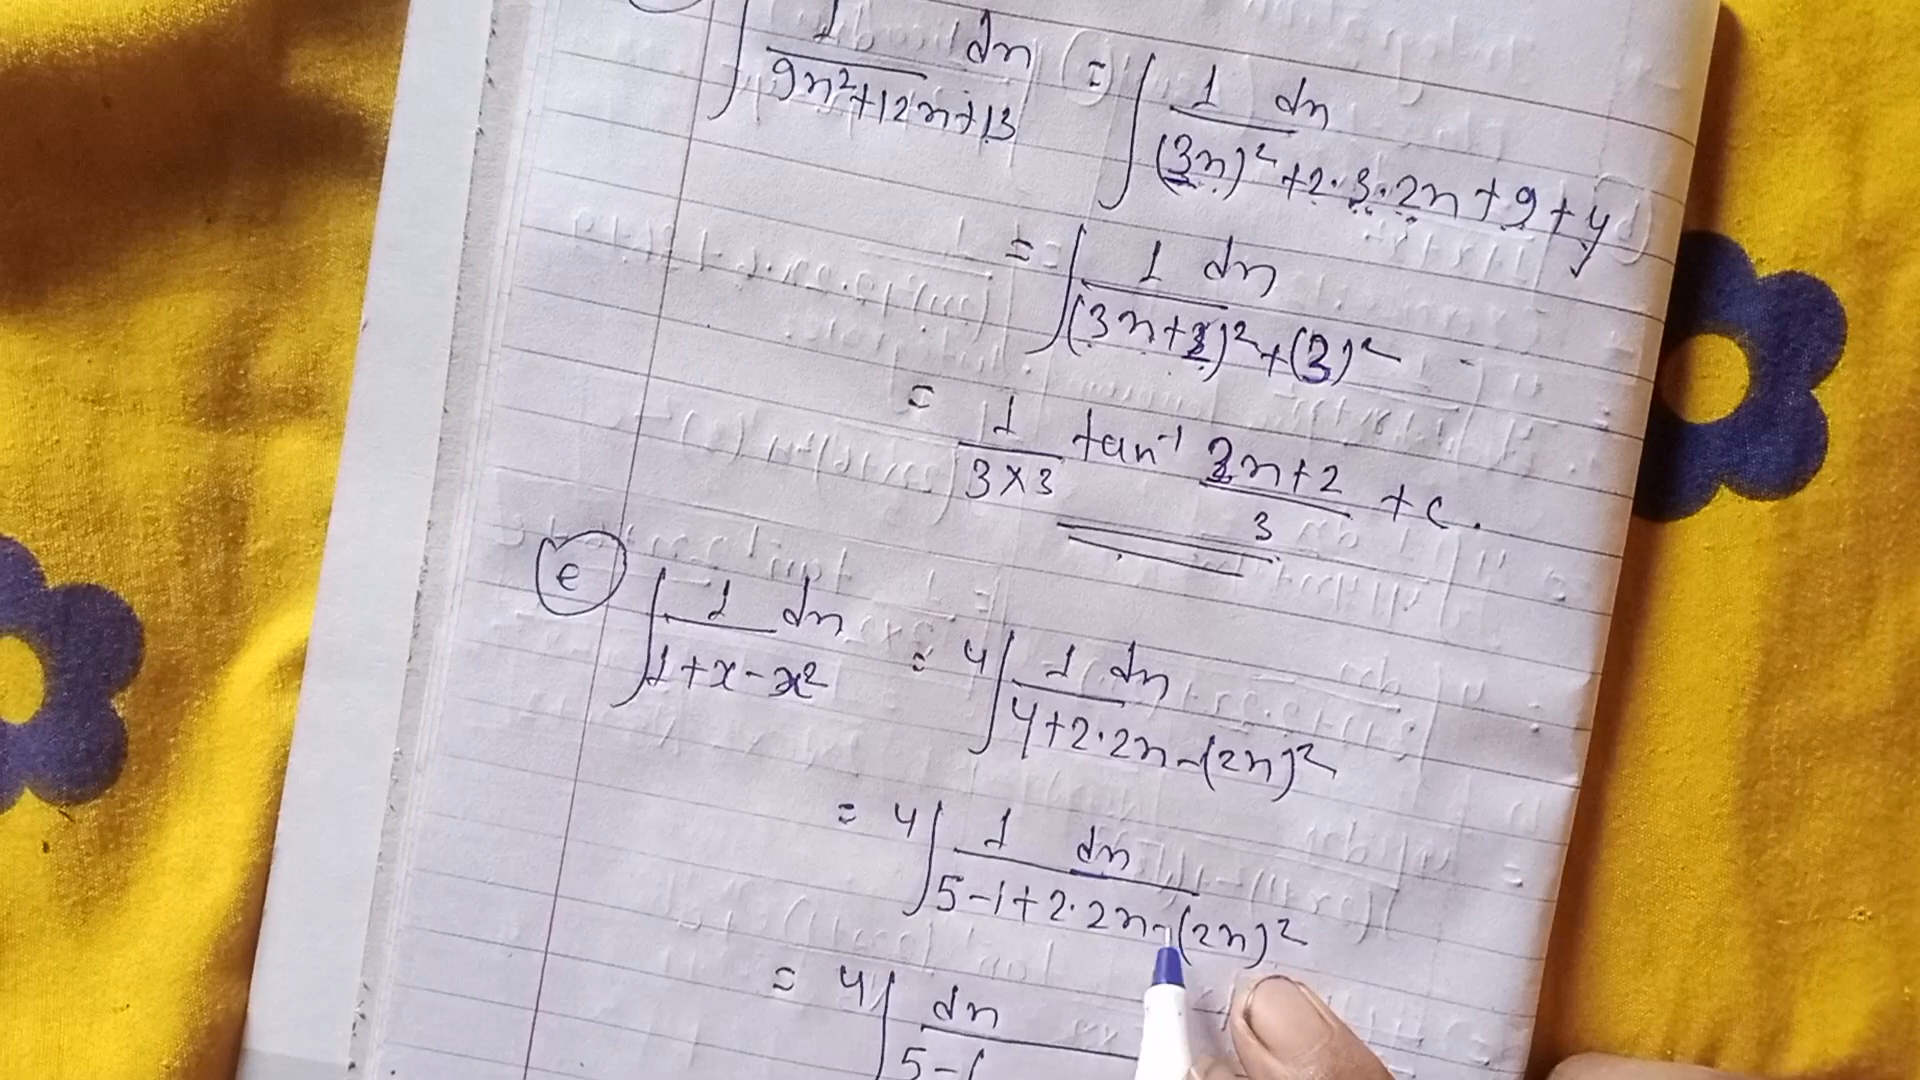 ∫ 1/(9x²+12x+13) dx = ∫ 1 dx/((3x)²+2·3·2x+9+4)
= ∫ 1 dx/((3x+2)²+(3)²)
= 1/(3×3) tan⁻¹ (3x+2)/3 + c.
(e) ∫ 1 dx/(1+x-x²) = 4∫ 1 dx/(4+2·2x-(2x)²)
= 4∫ 1 dx/(5-1+2·2x-(2x)²)
= 4∫ dx/(5-(